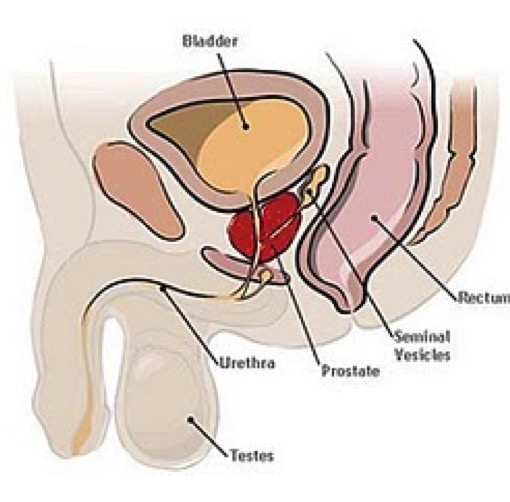 Bladder
Rectum
Seminal
Vesicles
Urethra
Prostate
Testes